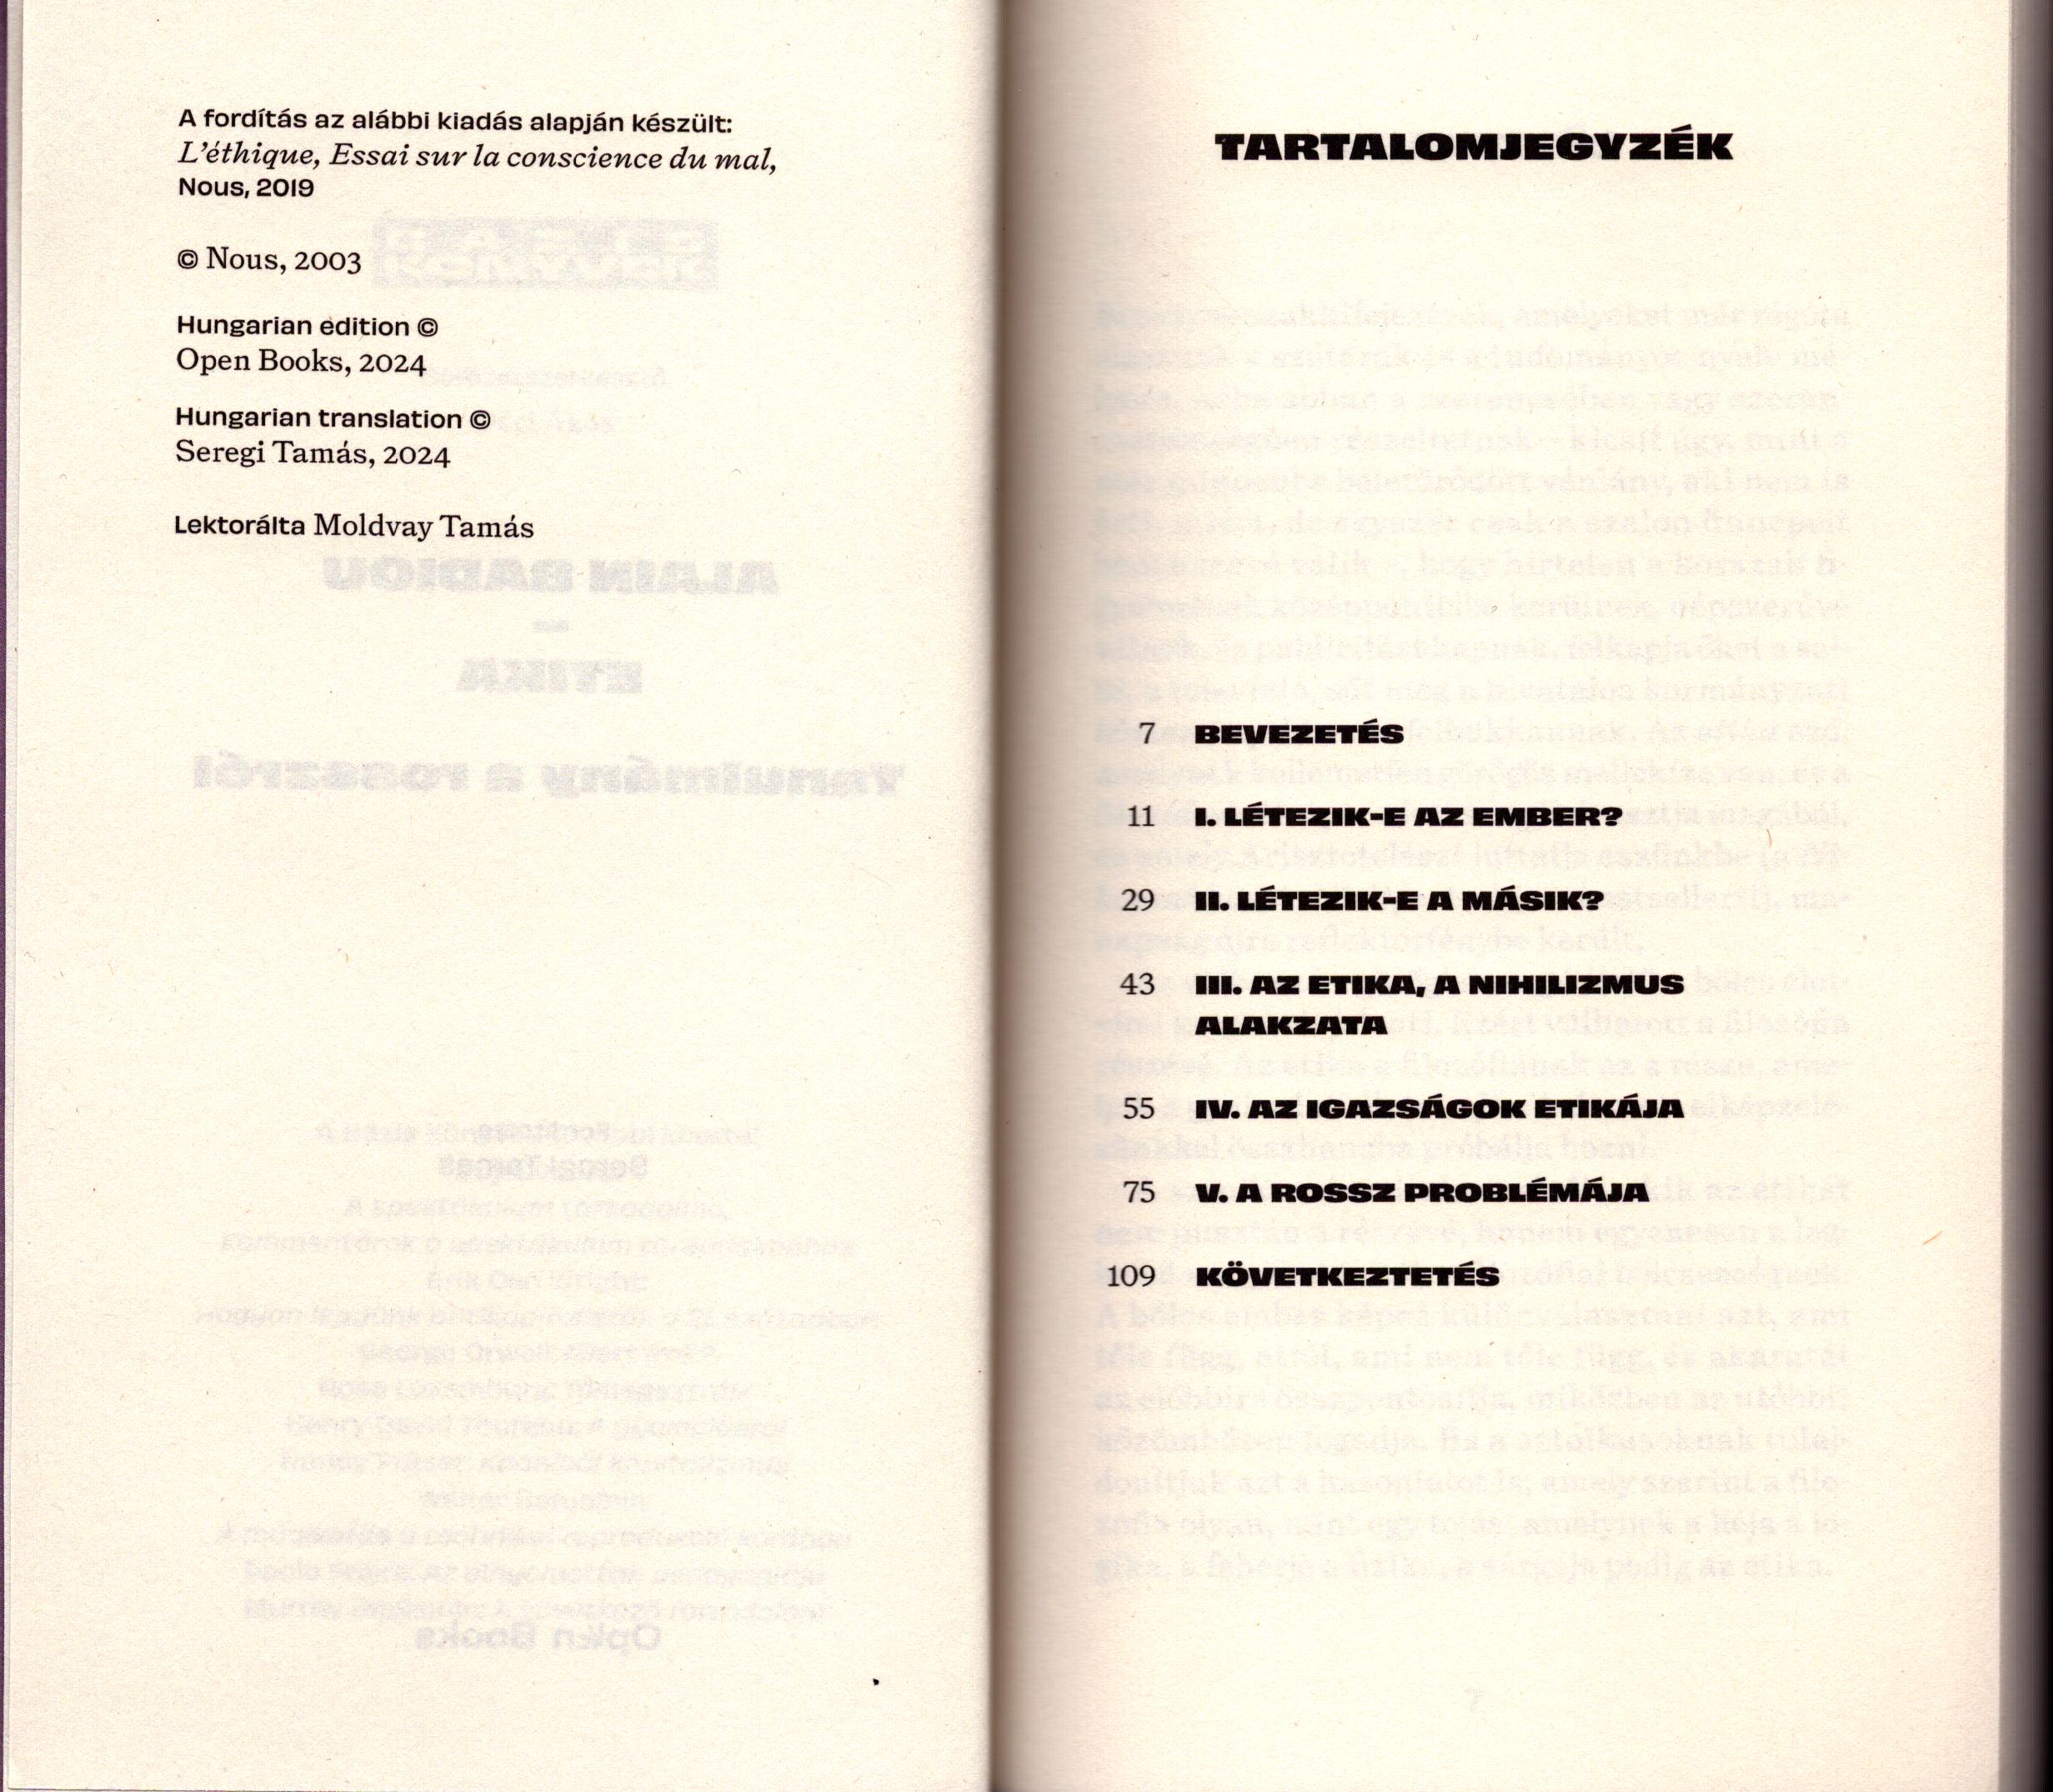 A fordítás az alábbi kiadás alapján készült:
L'éthique, Essai sur la conscience du mal,
Nous, 2019
© Nous, 2003
Hungarian edition ©
Open Books, 2024
Hungarian translation ©
Seregi Tamás, 2024
Lektorálta Moldvay Tamás
TARTALOMJEGYZÉK
7 BEVEZETÉS
11 I. LÉTEZIK-E AZ EMBER?
29 II. LÉTEZIK-E A MÁSIK?
43 III. AZ ETIKA, A NIHILIZMUS
ALAKZATA
55 IV. AZ IGAZSÁGOK ETIKÁJA
75 V. A ROSSZ PROBLÉMÁJA
109 KÖVETKEZTETÉS